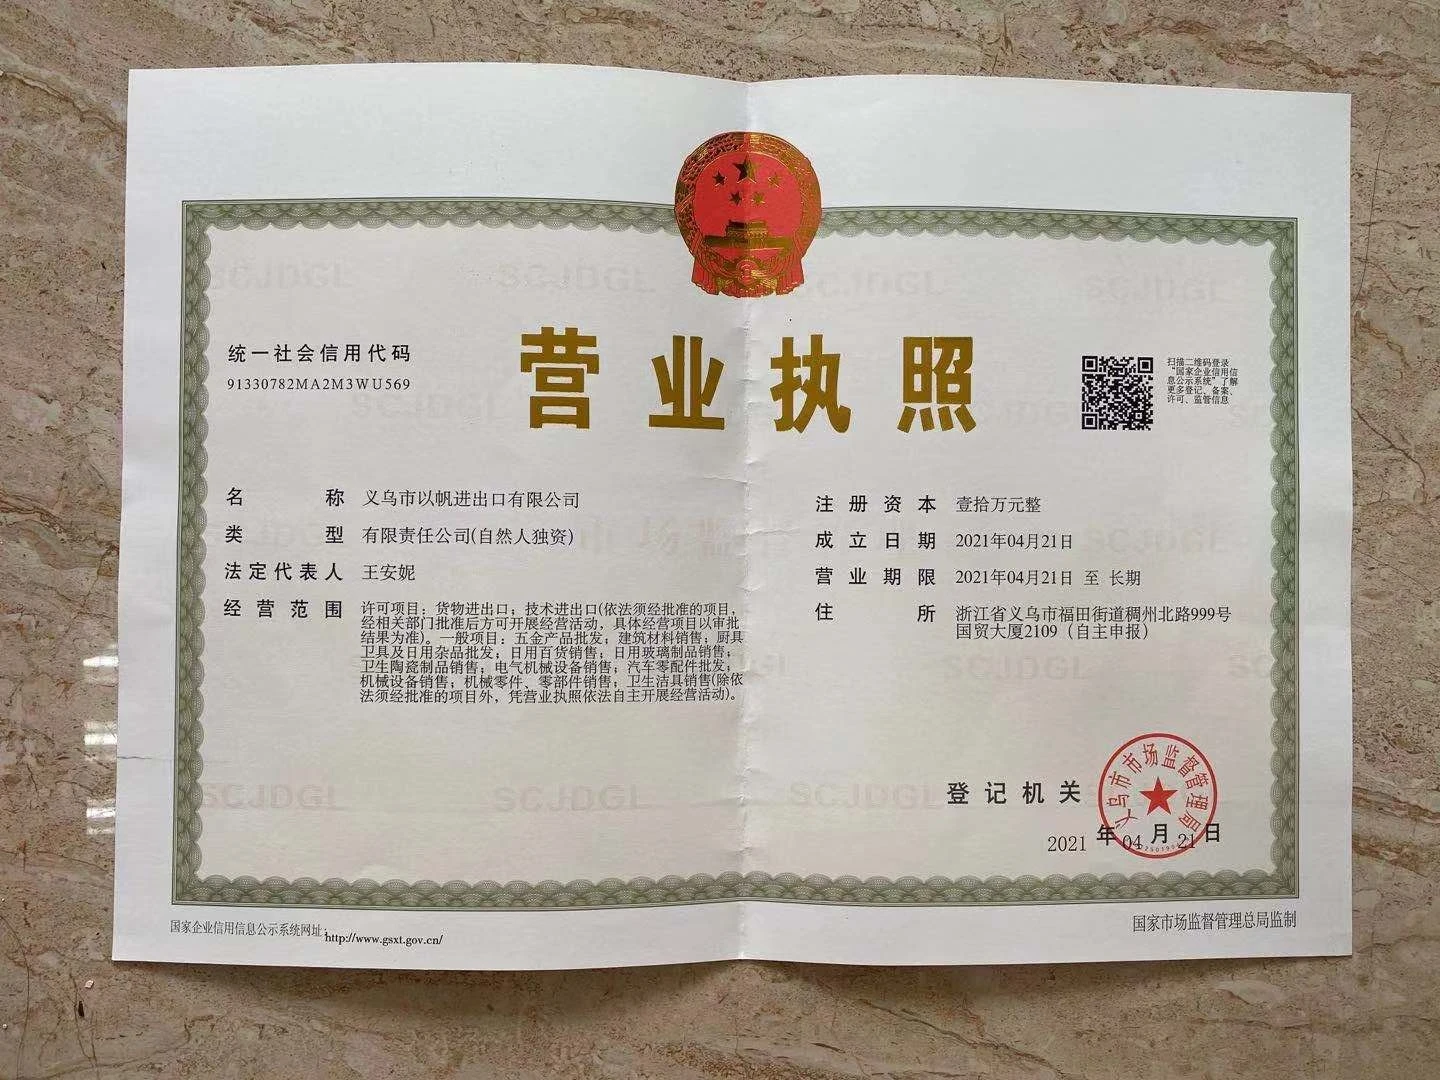 营业执照
统一社会信用代码
91330782MA2M3WU569
扫描二维码登录
“国家企业信用信
息公示系统”了解
更多登记、备案、
许可、监管信息
名称 义乌市以帆进出口有限公司
类型 有限责任公司(自然人独资)
法定代表人 王安妮
经营范围 许可项目：货物进出口；技术进出口(依法须经批准的项目，
经相关部门批准后方可开展经营活动，具体经营项目以审批
结果为准)。一般项目：五金产品批发；建筑材料销售；厨具
卫具及日用杂品批发；日用百货销售；日用玻璃制品销售；
卫生陶瓷制品销售；电气机械设备销售；汽车零配件批发；
机械设备销售；机械零件、零部件销售；卫生洁具销售(除依
法须经批准的项目外，凭营业执照依法自主开展经营活动)。
注册资本 壹拾万元整
成立日期 2021年04月21日
营业期限 2021年04月21日 至 长期
住所 浙江省义乌市福田街道稠州北路999号
国贸大厦2109（自主申报）
登记机关
义乌市市场监督管理局
2021 年 04 月 21 日
国家企业信用信息公示系统网址：http://www.gsxt.gov.cn/
国家市场监督管理总局监制
SCJDGL